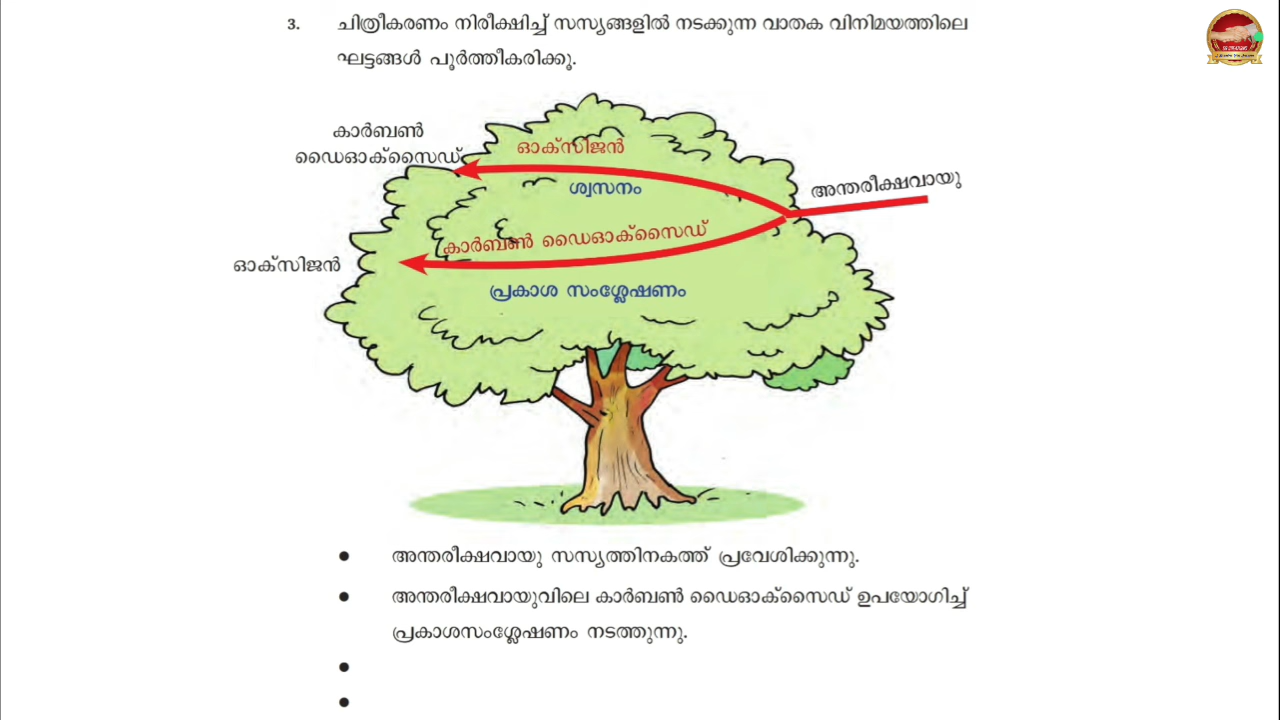 3. ചിത്രീകരണം നിരീക്ഷിച്ച് സസ്യങ്ങളിൽ നടക്കുന്ന വാതക വിനിമയത്തിലെ
ഘട്ടങ്ങൾ പൂർത്തീകരിക്കൂ.
കാർബൺ
ഡൈഓക്സൈഡ്
ഓക്സിജൻ
ശ്വസനം
അന്തരീക്ഷവായു
കാർബൺ ഡൈഓക്സൈഡ്
ഓക്സിജൻ
പ്രകാശ സംശ്ലേഷണം
● അന്തരീക്ഷവായു സസ്യത്തിനകത്ത് പ്രവേശിക്കുന്നു.
● അന്തരീക്ഷവായുവിലെ കാർബൺ ഡൈഓക്സൈഡ് ഉപയോഗിച്ച്
പ്രകാശസംശ്ലേഷണം നടത്തുന്നു.
●
●